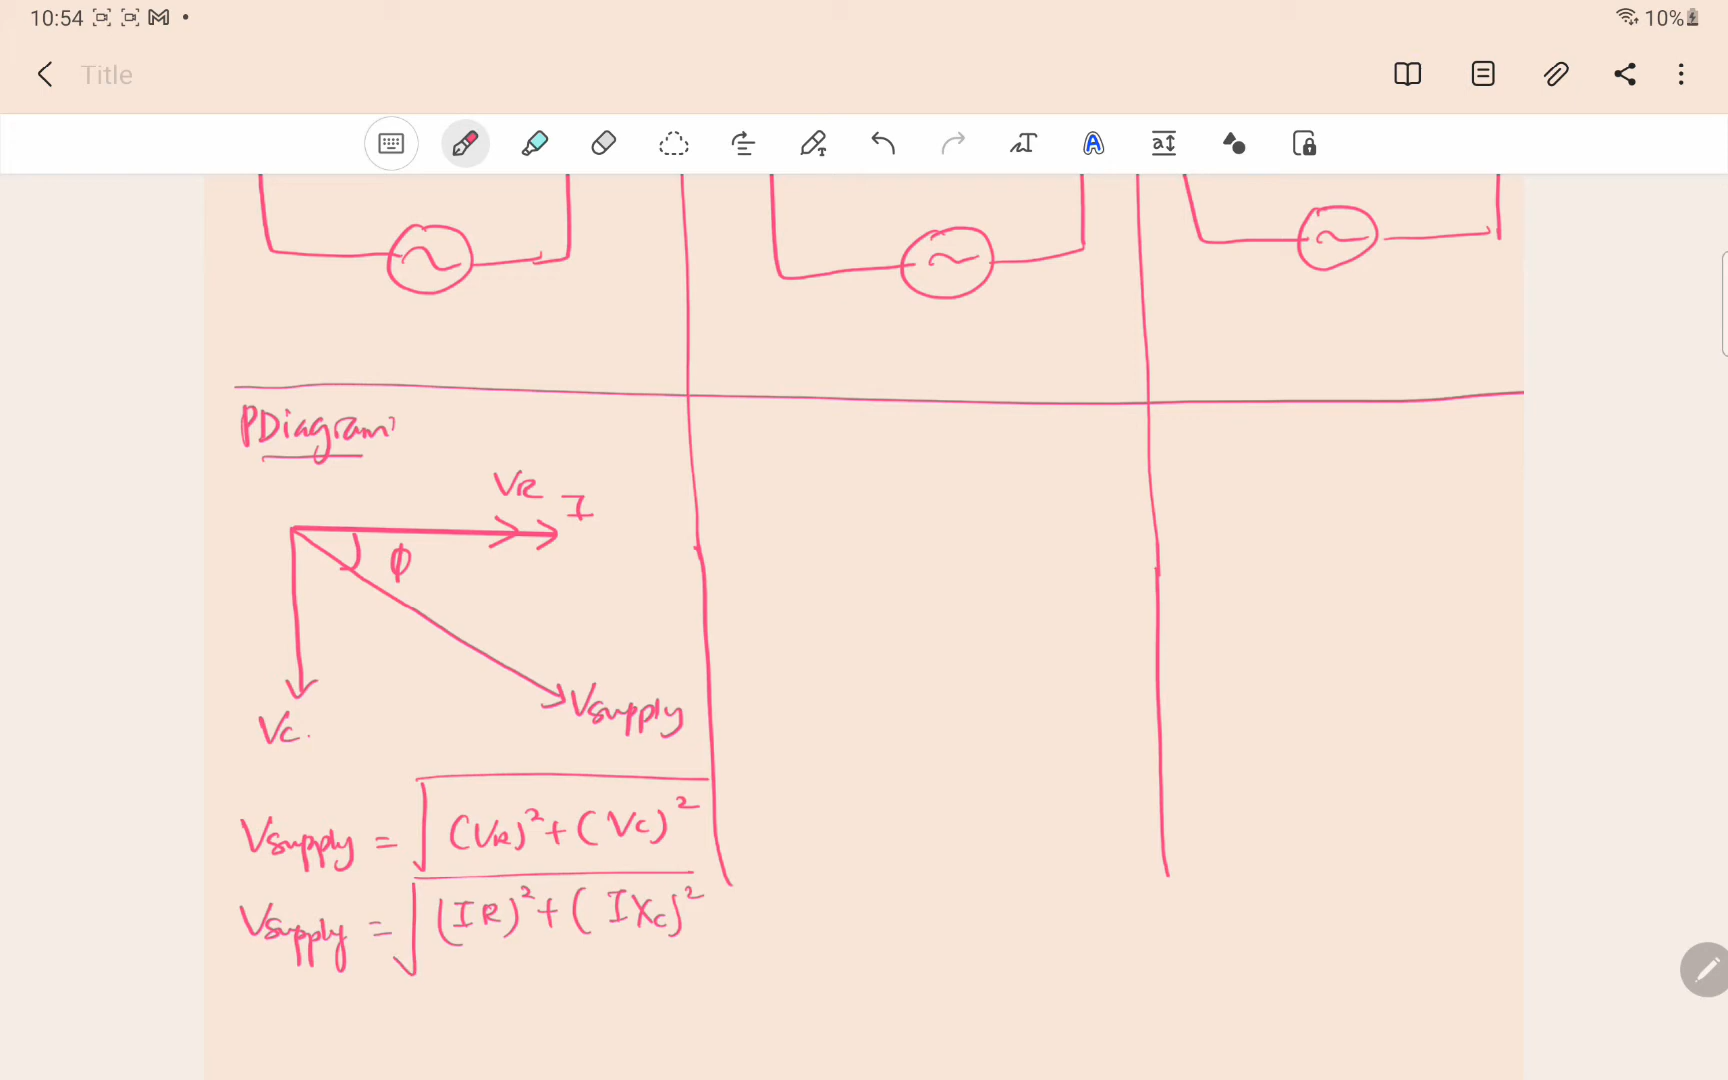 10:54
10%
Title
PDiagram
VR I
ϕ
Vsupply
Vc.
Vsupply = √(VR)²+(Vc)²
Vsupply = √(IR)²+(IXc)²